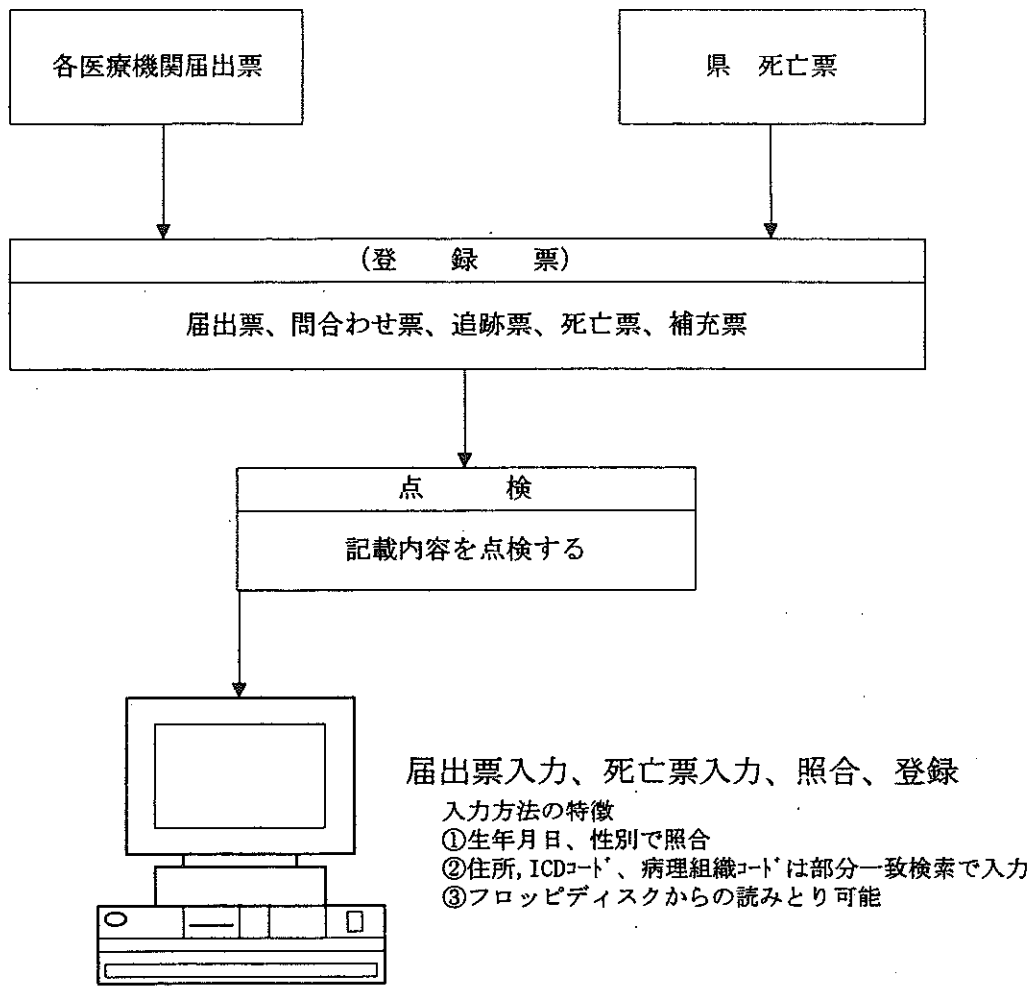 各医療機関届出票
県　死亡票
(登　録　票)
届出票、問合わせ票、追跡票、死亡票、補充票
点　検
記載内容を点検する
届出票入力、死亡票入力、照合、登録
入力方法の特徴
①生年月日、性別で照合
②住所,ICDｺｰﾄﾞ、病理組織ｺｰﾄﾞは部分一致検索で入力
③フロッピディスクからの読みとり可能